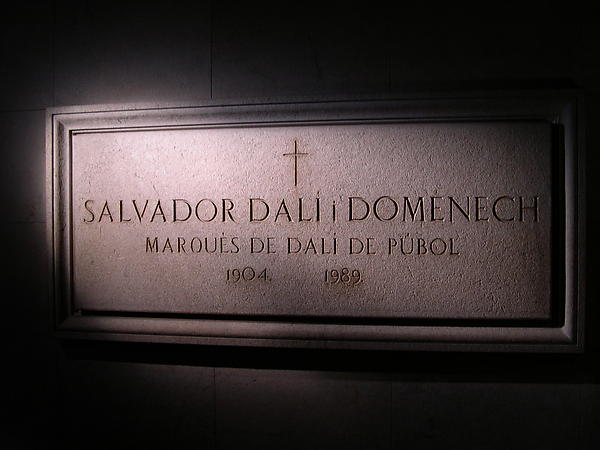 SALVADOR DALÍ i DOMÈNECH
MARQUÈS DE DALÍ DE PÚBOL
1904. 1989.